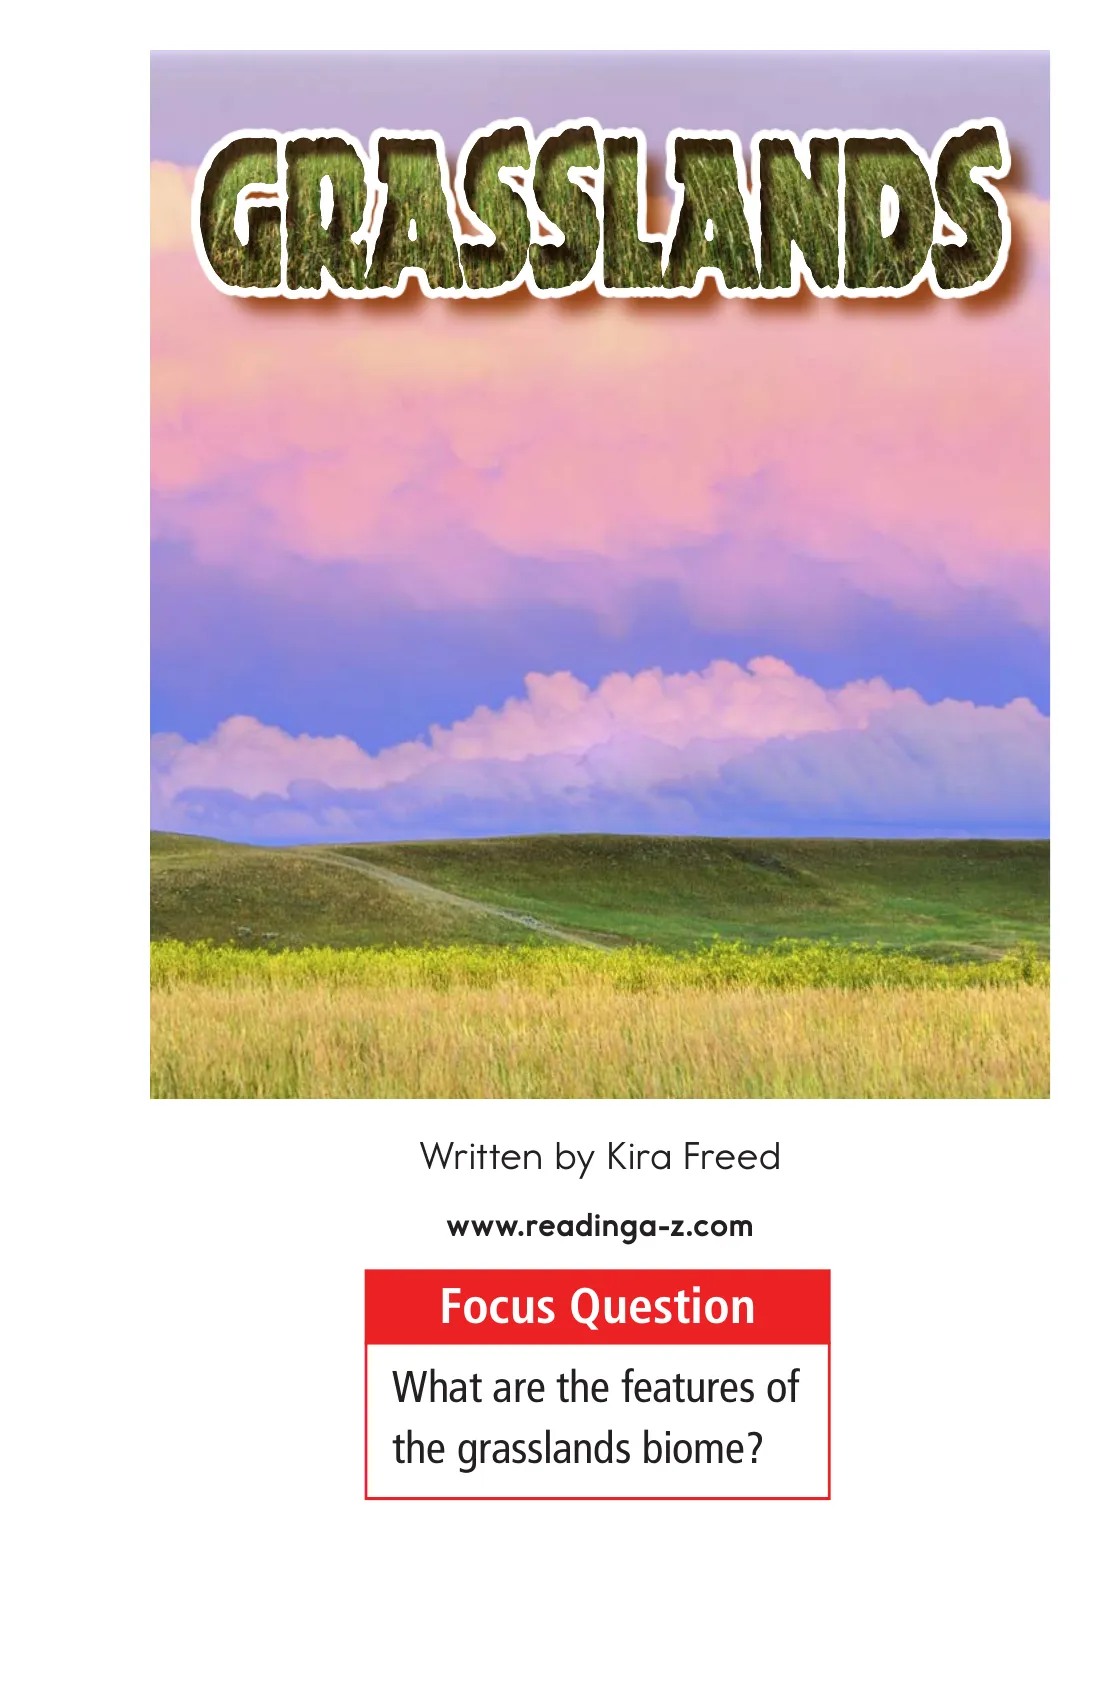 GRASSLANDS
Written by Kira Freed
www.readinga-z.com
Focus Question
What are the features of
the grasslands biome?